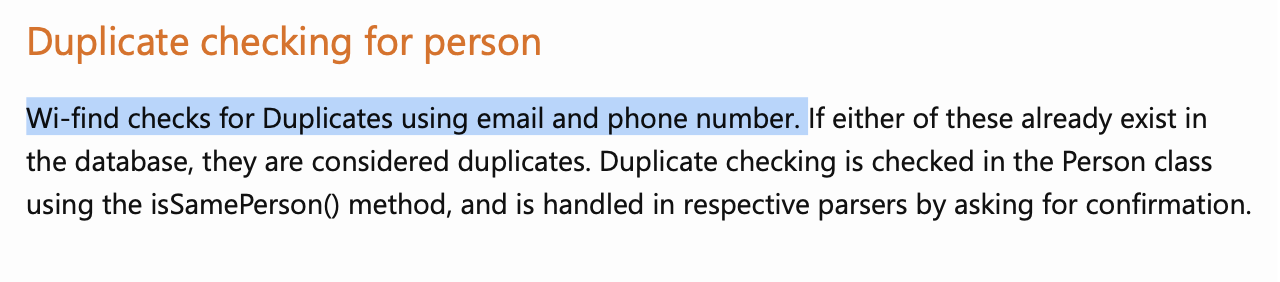 Duplicate checking for person
Wi-find checks for Duplicates using email and phone number. If either of these already exist in
the database, they are considered duplicates. Duplicate checking is checked in the Person class
using the isSamePerson() method, and is handled in respective parsers by asking for confirmation.